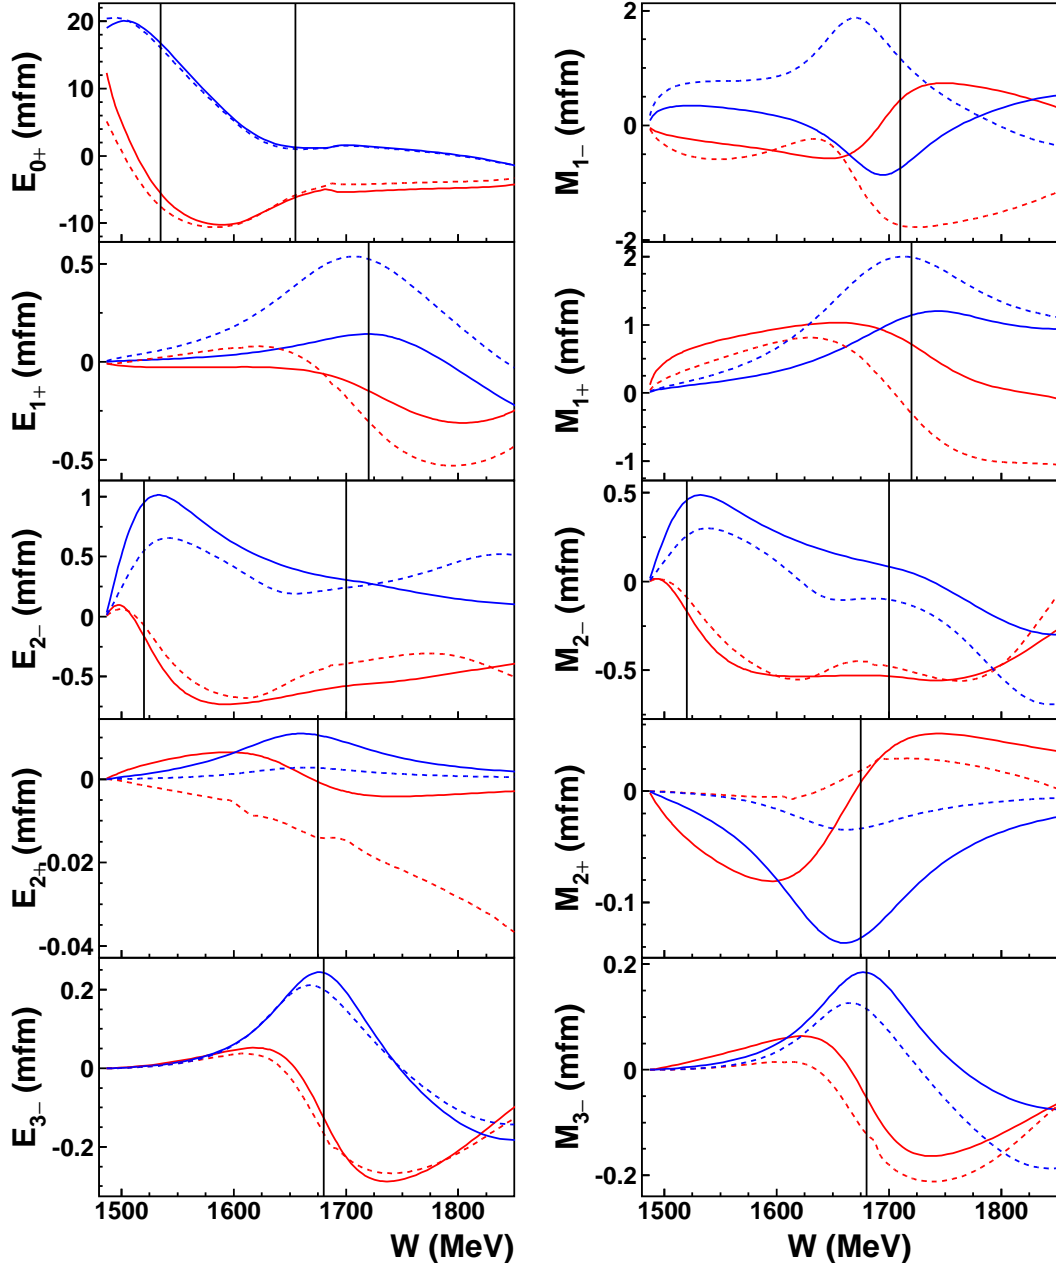 E0+ (mfm)
20
10
0
-10
M1− (mfm)
2
0
-2
E1+ (mfm)
0.5
0
-0.5
M1+ (mfm)
2
1
0
-1
E2− (mfm)
1
0.5
0
-0.5
M2− (mfm)
0.5
0
-0.5
E2+ (mfm)
0
-0.02
-0.04
M2+ (mfm)
0
-0.1
E3− (mfm)
0.2
0
-0.2
1500 1600 1700 1800
W (MeV)
M3− (mfm)
0.2
0
-0.2
1500 1600 1700 1800
W (MeV)